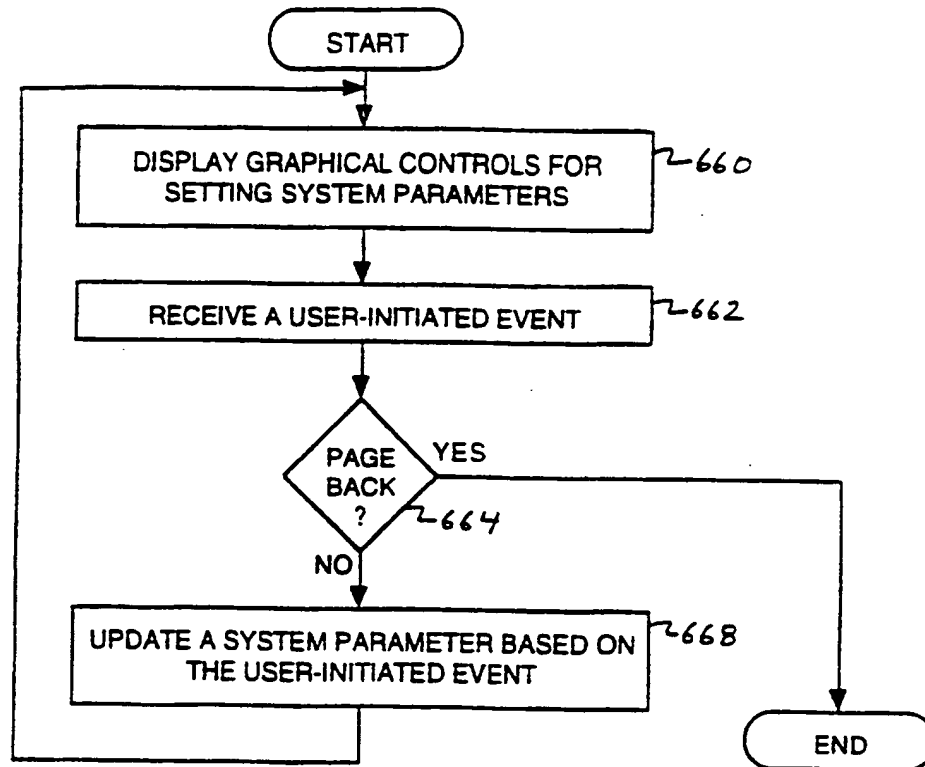 START
DISPLAY GRAPHICAL CONTROLS FOR
SETTING SYSTEM PARAMETERS
660
RECEIVE A USER-INITIATED EVENT
662
PAGE
BACK
?
YES
664
NO
UPDATE A SYSTEM PARAMETER BASED ON
THE USER-INITIATED EVENT
668
END